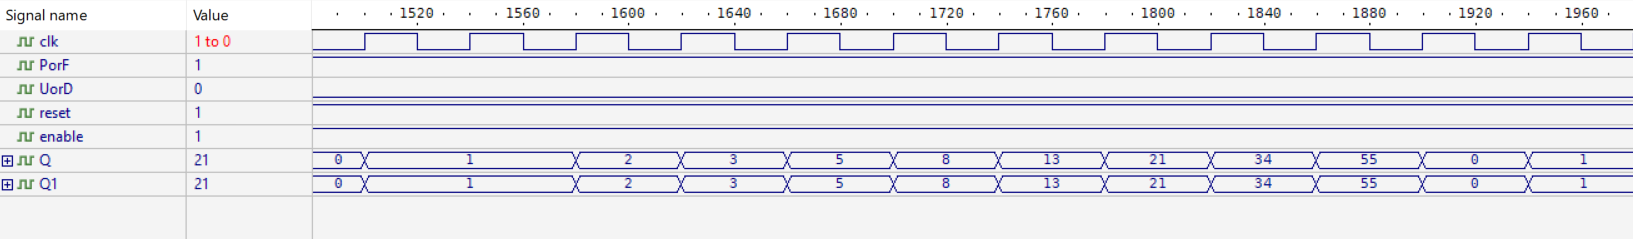 Signal name Value 1520 1560 1600 1640 1680 1720 1760 1800 1840 1880 1920 1960
clk 1 to 0
PorF 1
UorD 0
reset 1
enable 1
Q 21 0 1 2 3 5 8 13 21 34 55 0 1
Q1 21 0 1 2 3 5 8 13 21 34 55 0 1